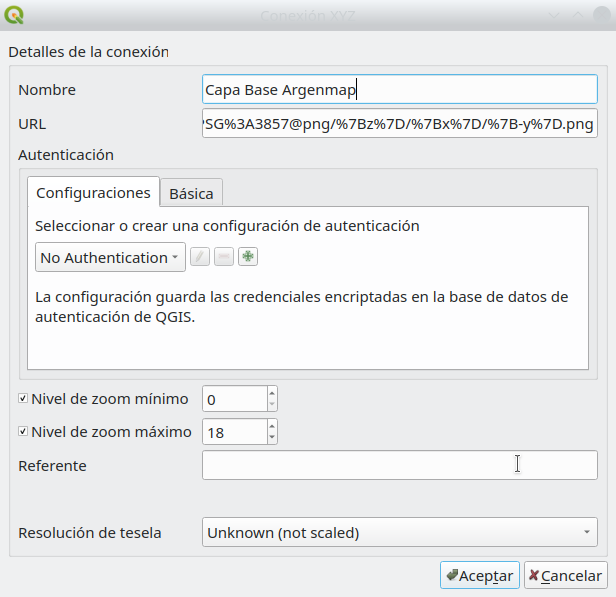 Conexión XYZ
Detalles de la conexión
Nombre
Capa Base Argenmap
URL
PSG%3A3857@png/%7Bz%7D/%7Bx%7D/%7B-y%7D.png
Autenticación
Configuraciones
Básica
Seleccionar o crear una configuración de autenticación
No Authentication
La configuración guarda las credenciales encriptadas en la base de datos de
autenticación de QGIS.
Nivel de zoom mínimo
0
Nivel de zoom máximo
18
Referente
Resolución de tesela
Unknown (not scaled)
Aceptar
Cancelar